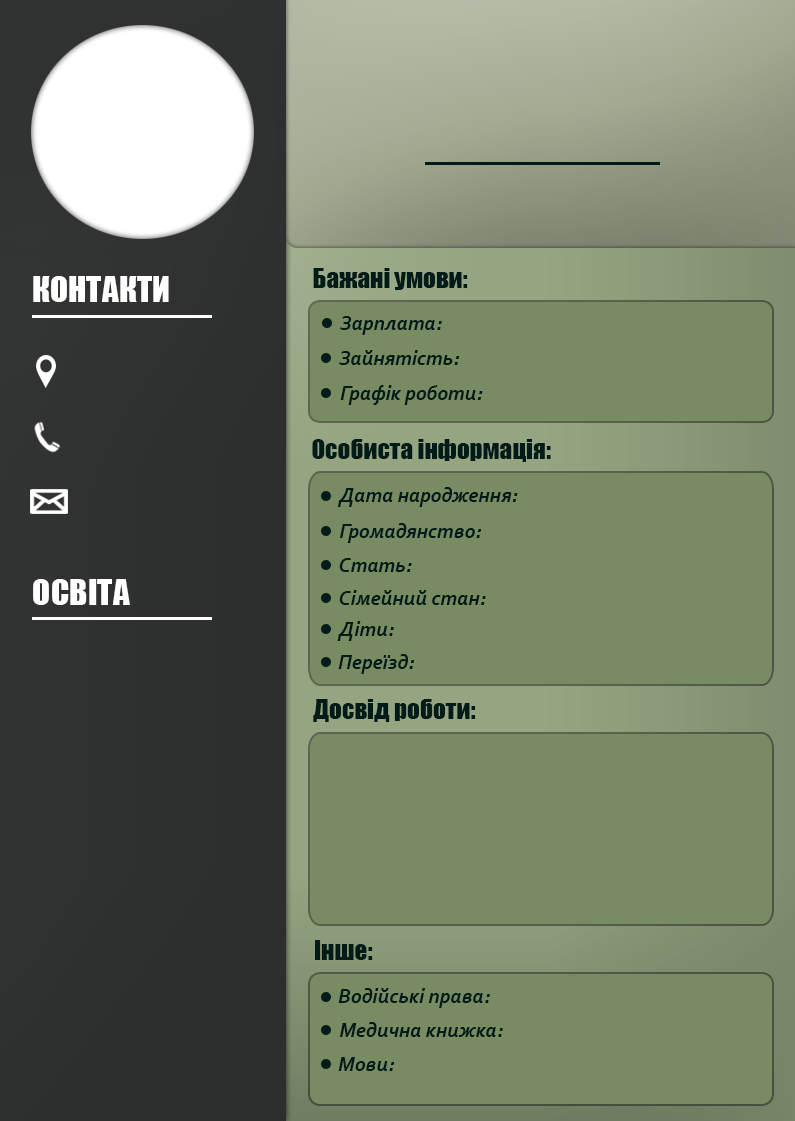 КОНТАКТИ
ОСВІТА
Бажані умови:
Зарплата:
Зайнятість:
Графік роботи:
Особиста інформація:
Дата народження:
Громадянство:
Стать:
Сімейний стан:
Діти:
Переїзд:
Досвід роботи:
Інше:
Водійські права:
Медична книжка:
Мови: